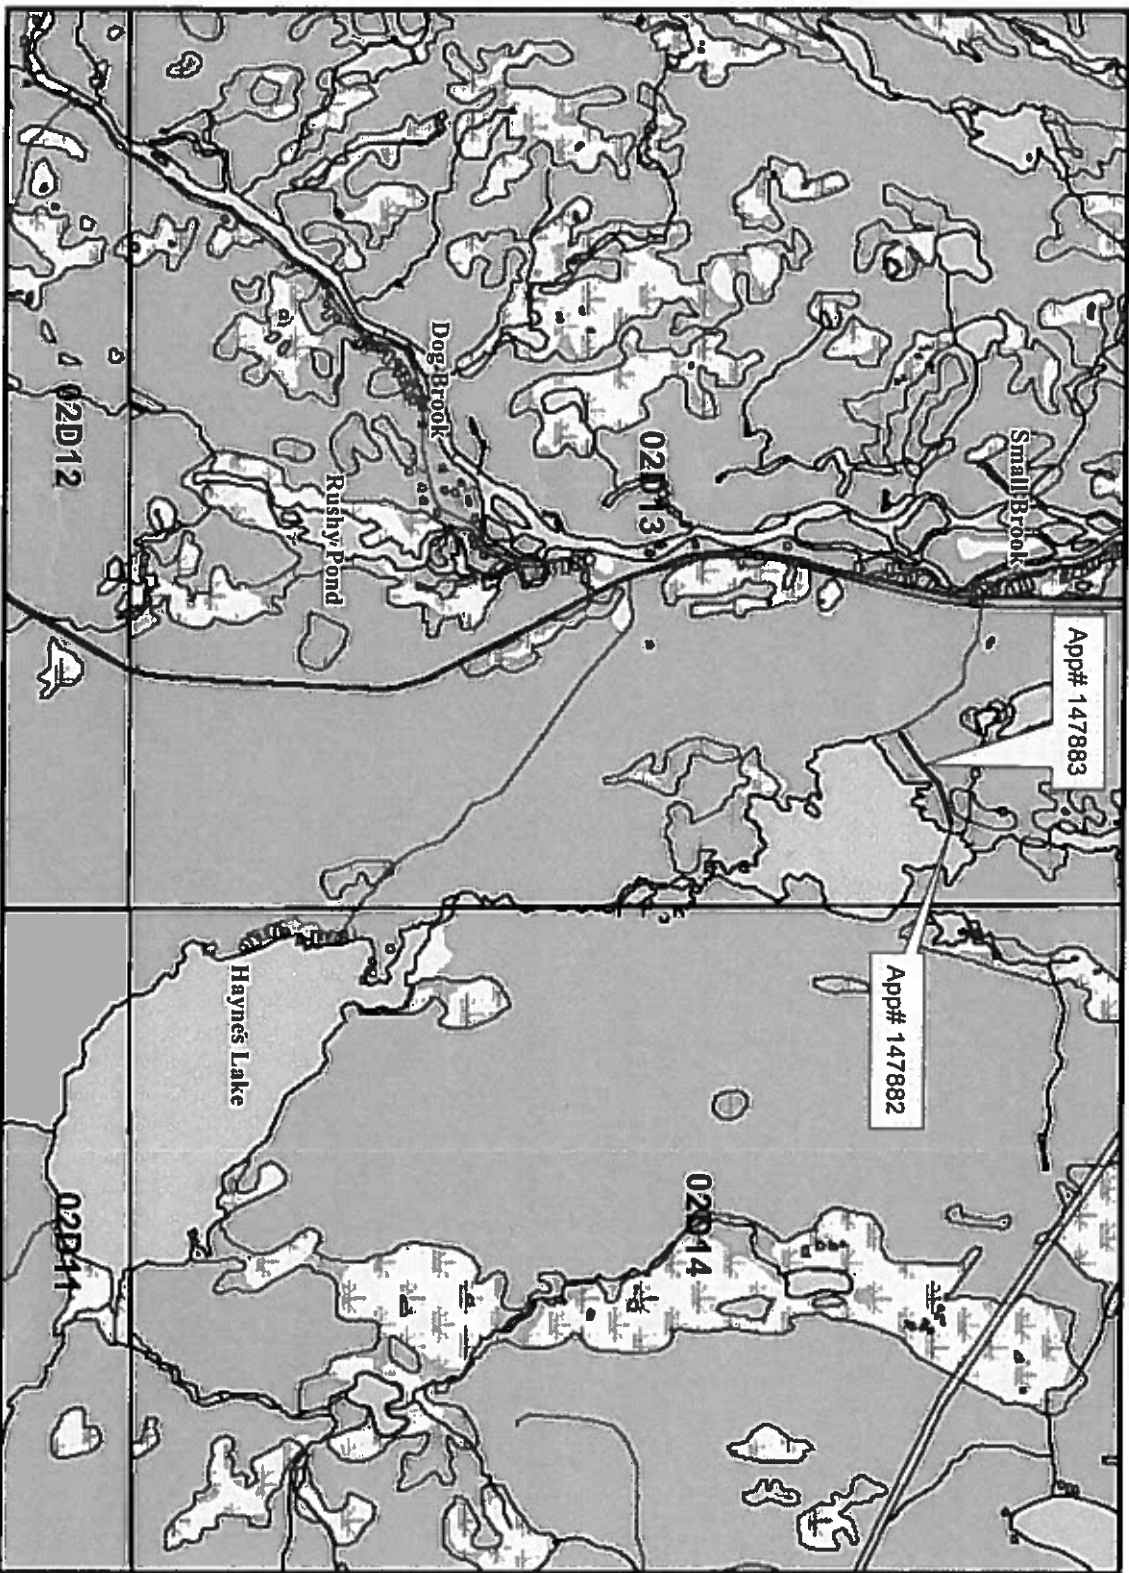 Small Brook
App# 147883
App# 147882
02D13
02D14
Dog Brook
Rushy Pond
Haynes Lake
02D12
02D11